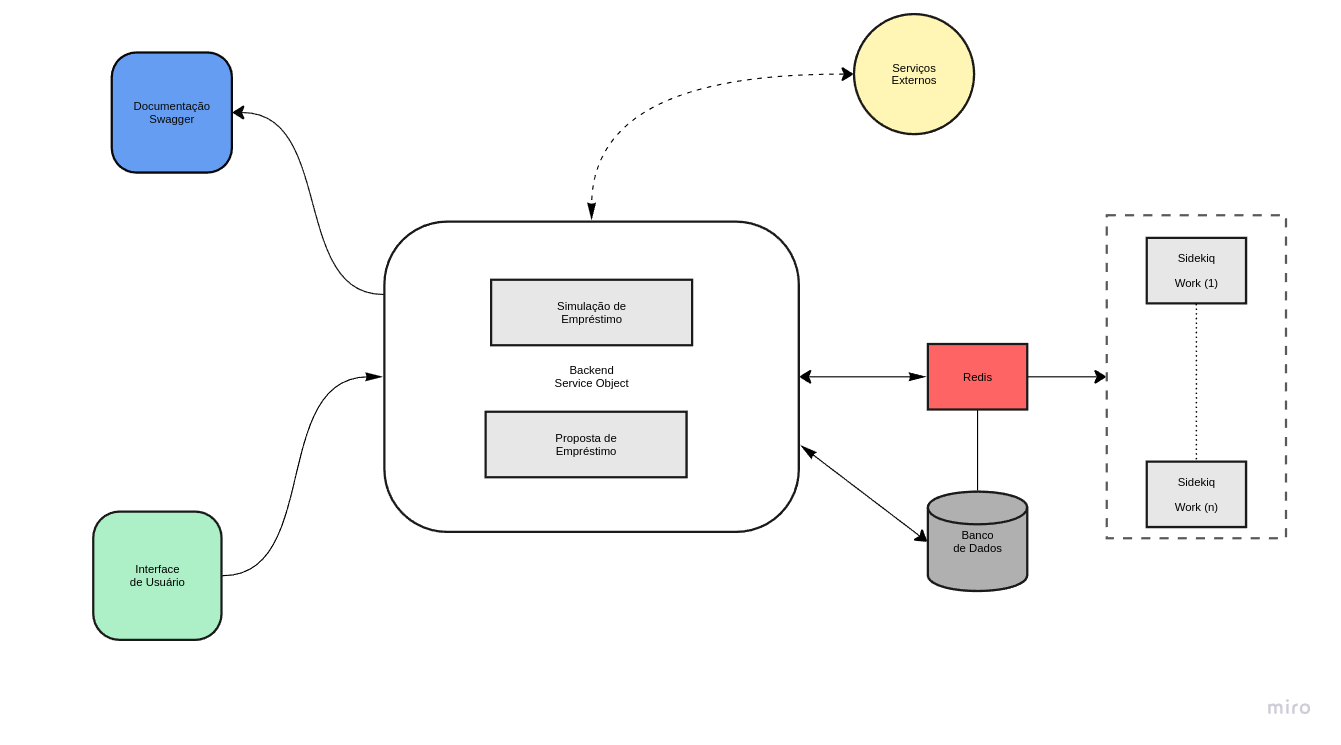 Serviços
Externos
Documentação
Swagger
Simulação de
Empréstimo
Backend
Service Object
Proposta de
Empréstimo
Redis
Sidekiq
Work (1)
Sidekiq
Work (n)
Banco
de Dados
Interface
de Usuário
miro